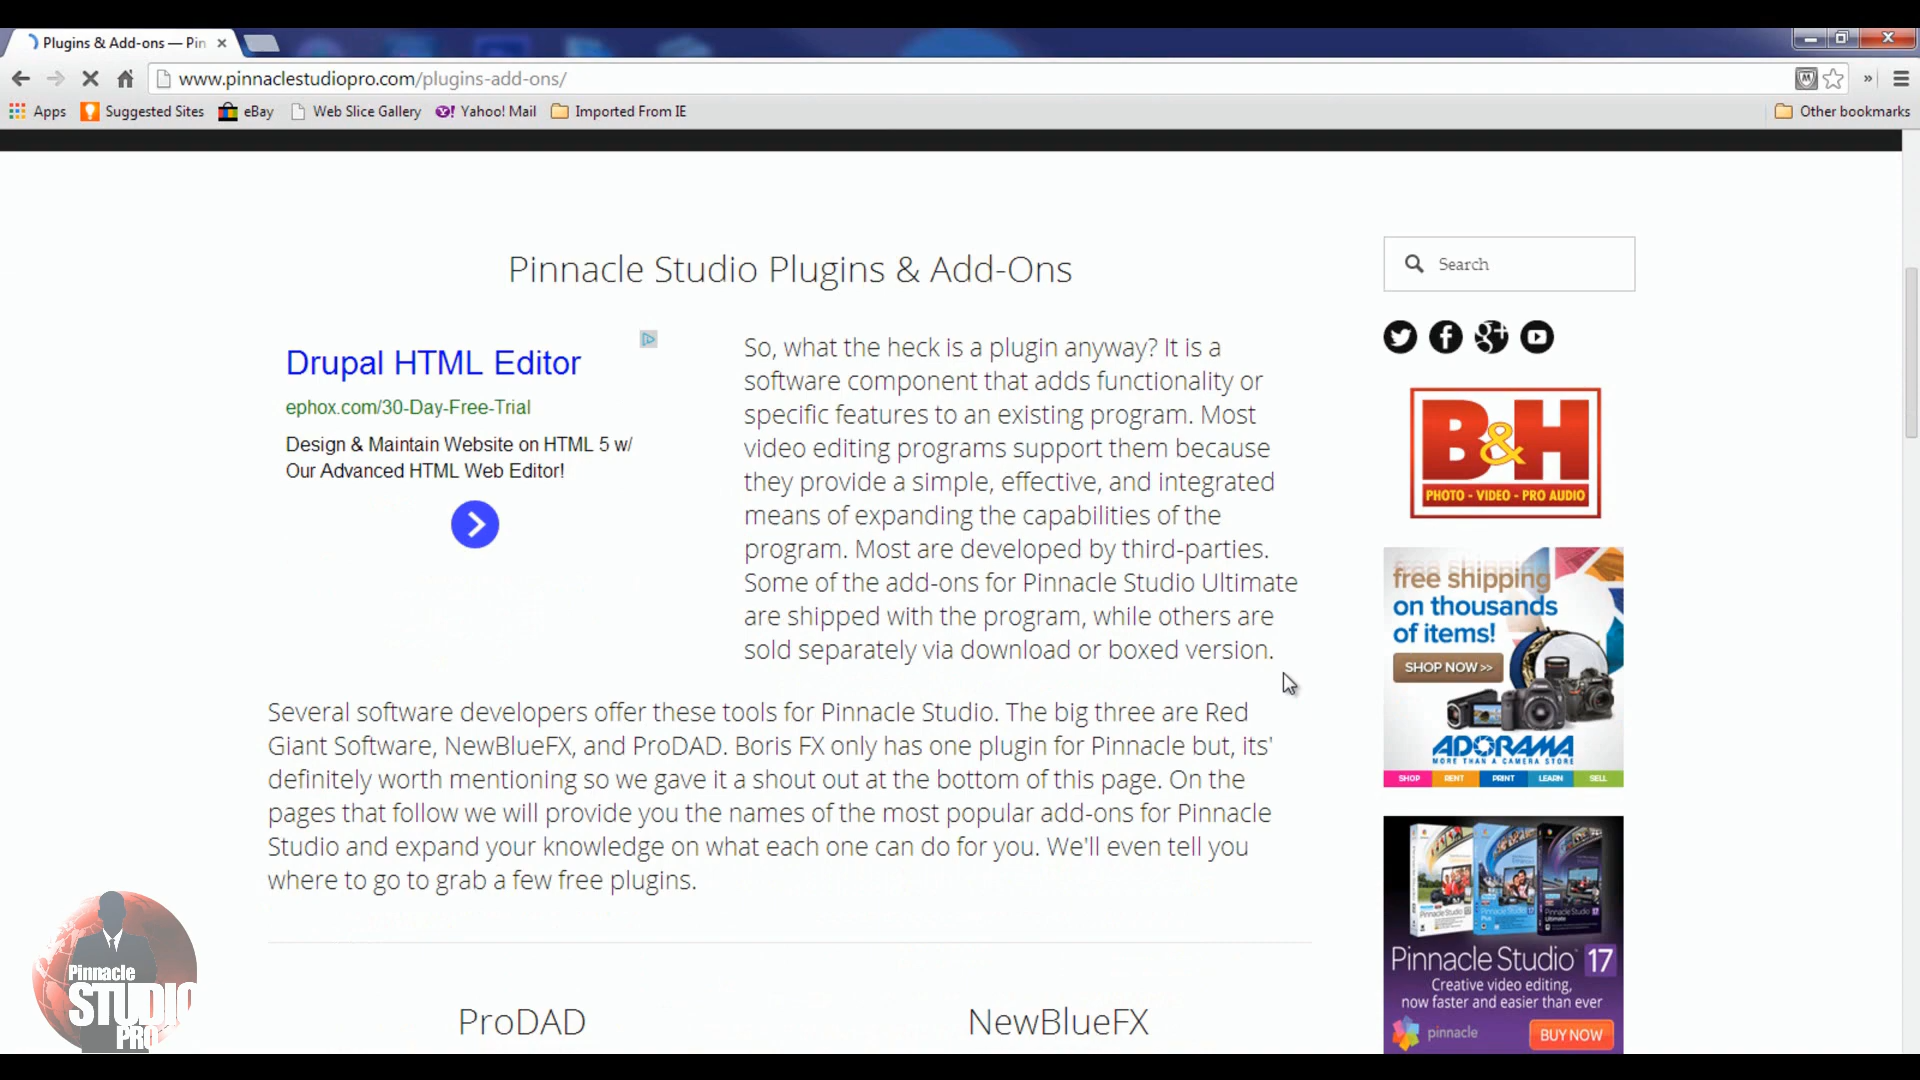 Plugins & Add-ons — Pin
www.pinnaclestudiopro.com/plugins-add-ons/
Apps Suggested Sites eBay Web Slice Gallery Yahoo! Mail Imported From IE Other bookmarks
Pinnacle Studio Plugins & Add-Ons
Search
Drupal HTML Editor
ephox.com/30-Day-Free-Trial
Design & Maintain Website on HTML 5 w/
Our Advanced HTML Web Editor!
So, what the heck is a plugin anyway? It is a
software component that adds functionality or
specific features to an existing program. Most
video editing programs support them because
they provide a simple, effective, and integrated
means of expanding the capabilities of the
program. Most are developed by third-parties.
Some of the add-ons for Pinnacle Studio Ultimate
are shipped with the program, while others are
sold separately via download or boxed version.
Several software developers offer these tools for Pinnacle Studio. The big three are Red
Giant Software, NewBlueFX, and ProDAD. Boris FX only has one plugin for Pinnacle but, its'
definitely worth mentioning so we gave it a shout out at the bottom of this page. On the
pages that follow we will provide you the names of the most popular add-ons for Pinnacle
Studio and expand your knowledge on what each one can do for you. We'll even tell you
where to go to grab a few free plugins.
ProDAD
NewBlueFX
B&H
PHOTO - VIDEO - PRO AUDIO
free shipping
on thousands
of items!
SHOP NOW >>
ADORAMA
MORE THAN A CAMERA STORE
SHOP RENT PRINT LEARN SELL
Pinnacle Studio 17
Creative video editing,
now faster and easier than ever
pinnacle BUY NOW
Pinnacle
STUDIO
PRO